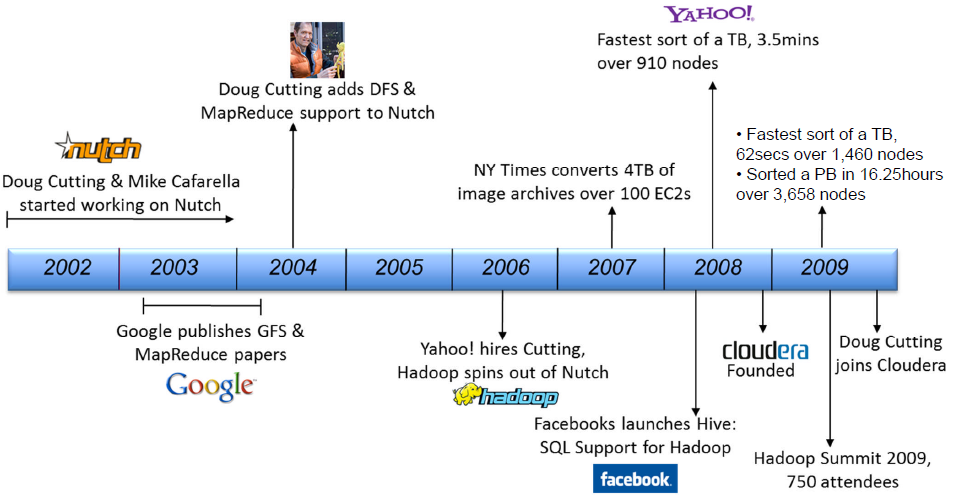 YAHOO!
Fastest sort of a TB, 3.5mins
over 910 nodes
Doug Cutting adds DFS &
MapReduce support to Nutch
nutch
Doug Cutting & Mike Cafarella
started working on Nutch
NY Times converts 4TB of
image archives over 100 EC2s
• Fastest sort of a TB,
62secs over 1,460 nodes
• Sorted a PB in 16.25hours
over 3,658 nodes
2002 2003 2004 2005 2006 2007 2008 2009
Google publishes GFS &
MapReduce papers
Google™
Yahoo! hires Cutting,
Hadoop spins out of Nutch
hadoop
Facebooks launches Hive:
SQL Support for Hadoop
facebook
cloudera
Founded
Doug Cutting
joins Cloudera
Hadoop Summit 2009,
750 attendees